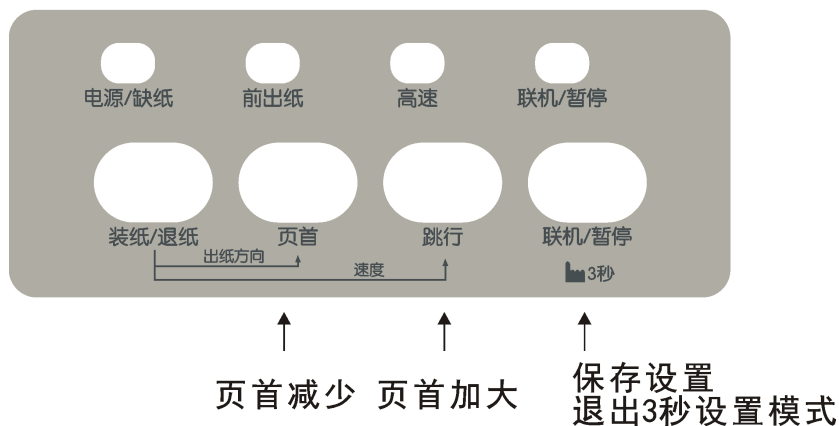 电源/缺纸 前出纸 高速 联机/暂停
装纸/退纸 页首 跳行 联机/暂停
出纸方向
速度 3秒
页首减少 页首加大 保存设置
退出3秒设置模式